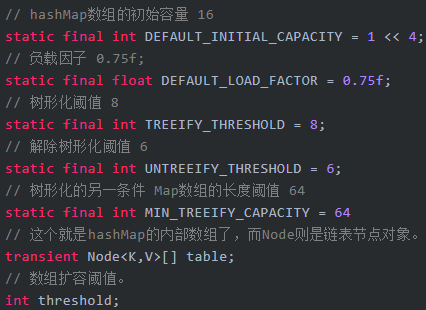 // hashMap数组的初始容量 16
static final int DEFAULT_INITIAL_CAPACITY = 1 << 4;
// 负载因子 0.75f;
static final float DEFAULT_LOAD_FACTOR = 0.75f;
// 树形化阈值 8
static final int TREEIFY_THRESHOLD = 8;
// 解除树形化阈值 6
static final int UNTREEIFY_THRESHOLD = 6;
// 树形化的另一条件 Map数组的长度阈值 64
static final int MIN_TREEIFY_CAPACITY = 64
// 这个就是hashMap的内部数组了，而Node则是链表节点对象。
transient Node<K,V>[] table;
// 数组扩容阈值。
int threshold;